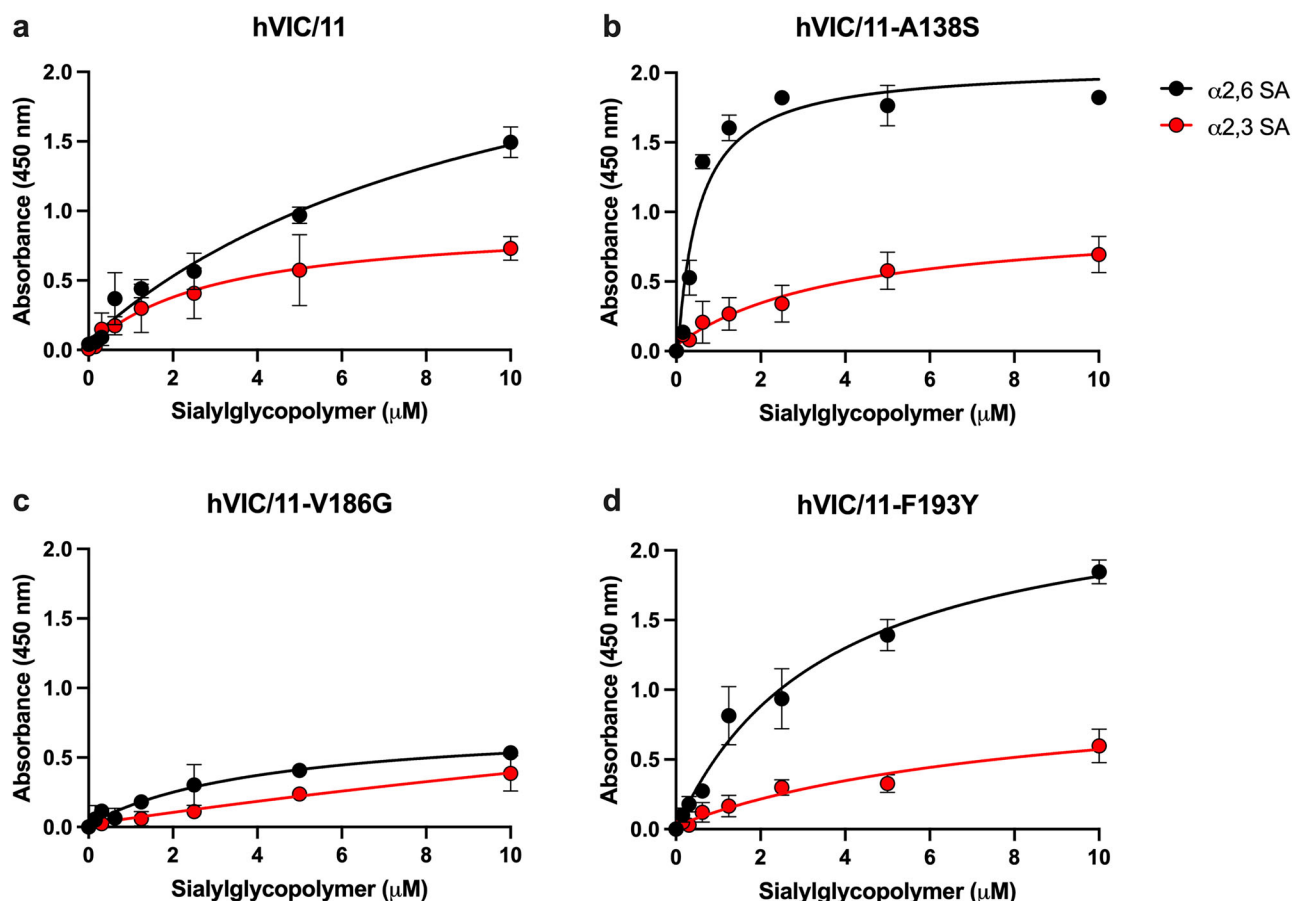 a
hVIC/11
Absorbance (450 nm)
2.0
1.5
1.0
0.5
0.0
0
2
4
6
8
10
Sialylglycopolymer (μM)
b
hVIC/11-A138S
Absorbance (450 nm)
2.0
1.5
1.0
0.5
0.0
0
2
4
6
8
10
Sialylglycopolymer (μM)
α2,6 SA
α2,3 SA
c
hVIC/11-V186G
Absorbance (450 nm)
2.0
1.5
1.0
0.5
0.0
0
2
4
6
8
10
Sialylglycopolymer (μM)
d
hVIC/11-F193Y
Absorbance (450 nm)
2.0
1.5
1.0
0.5
0.0
0
2
4
6
8
10
Sialylglycopolymer (μM)